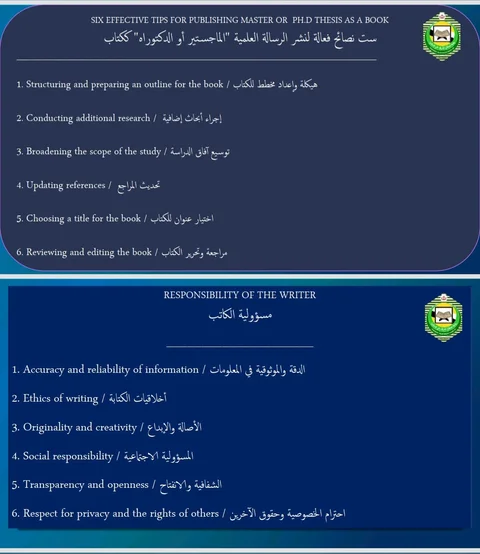 SIX EFFECTIVE TIPS FOR PUBLISHING MASTER OR PH.D THESIS AS A BOOK
ست نصائح فعالة لنشر الرسالة العلمية "الماجستير أو الدكتوراه" ككتاب
1. Structuring and preparing an outline for the book / هيكلة وإعداد مخطط للكتاب
2. Conducting additional research / إجراء أبحاث إضافية
3. Broadening the scope of the study / توسيع آفاق الدراسة
4. Updating references / تحديث المراجع
5. Choosing a title for the book / اختيار عنوان للكتاب
6. Reviewing and editing the book / مراجعة وتحرير الكتاب
RESPONSIBILITY OF THE WRITER
مسؤولية الكاتب
1. Accuracy and reliability of information / الدقة والموثوقية في المعلومات
2. Ethics of writing / أخلاقيات الكتابة
3. Originality and creativity / الأصالة والإبداع
4. Social responsibility / المسؤولية الاجتماعية
5. Transparency and openness / الشفافية والانفتاح
6. Respect for privacy and the rights of others / احترام الخصوصية وحقوق الآخرين